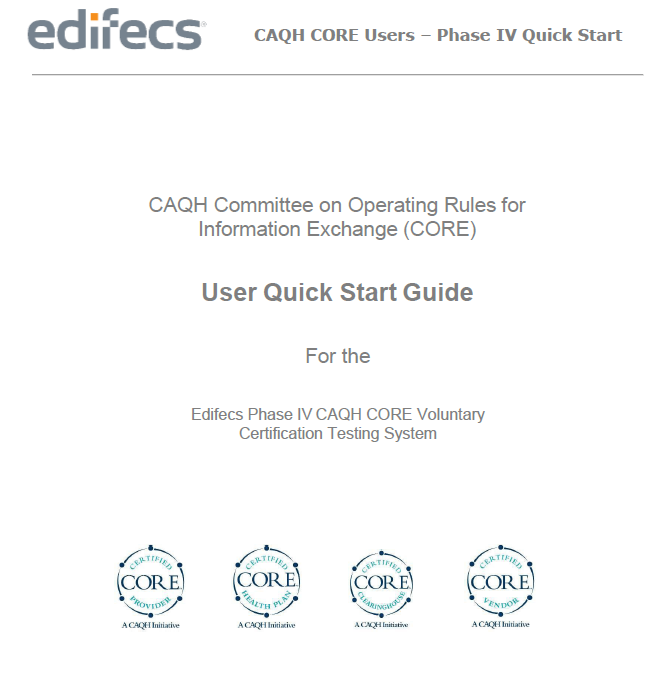 edifecs
CAQH CORE Users – Phase IV Quick Start
CAQH Committee on Operating Rules for
Information Exchange (CORE)
User Quick Start Guide
For the
Edifecs Phase IV CAQH CORE Voluntary
Certification Testing System
CERTIFIED
CORE
PROVIDER
A CAQH Initiative
CERTIFIED
CORE
HEALTH PLAN
A CAQH Initiative
CERTIFIED
CORE
CLEARINGHOUSE
A CAQH Initiative
CERTIFIED
CORE
VENDOR
A CAQH Initiative